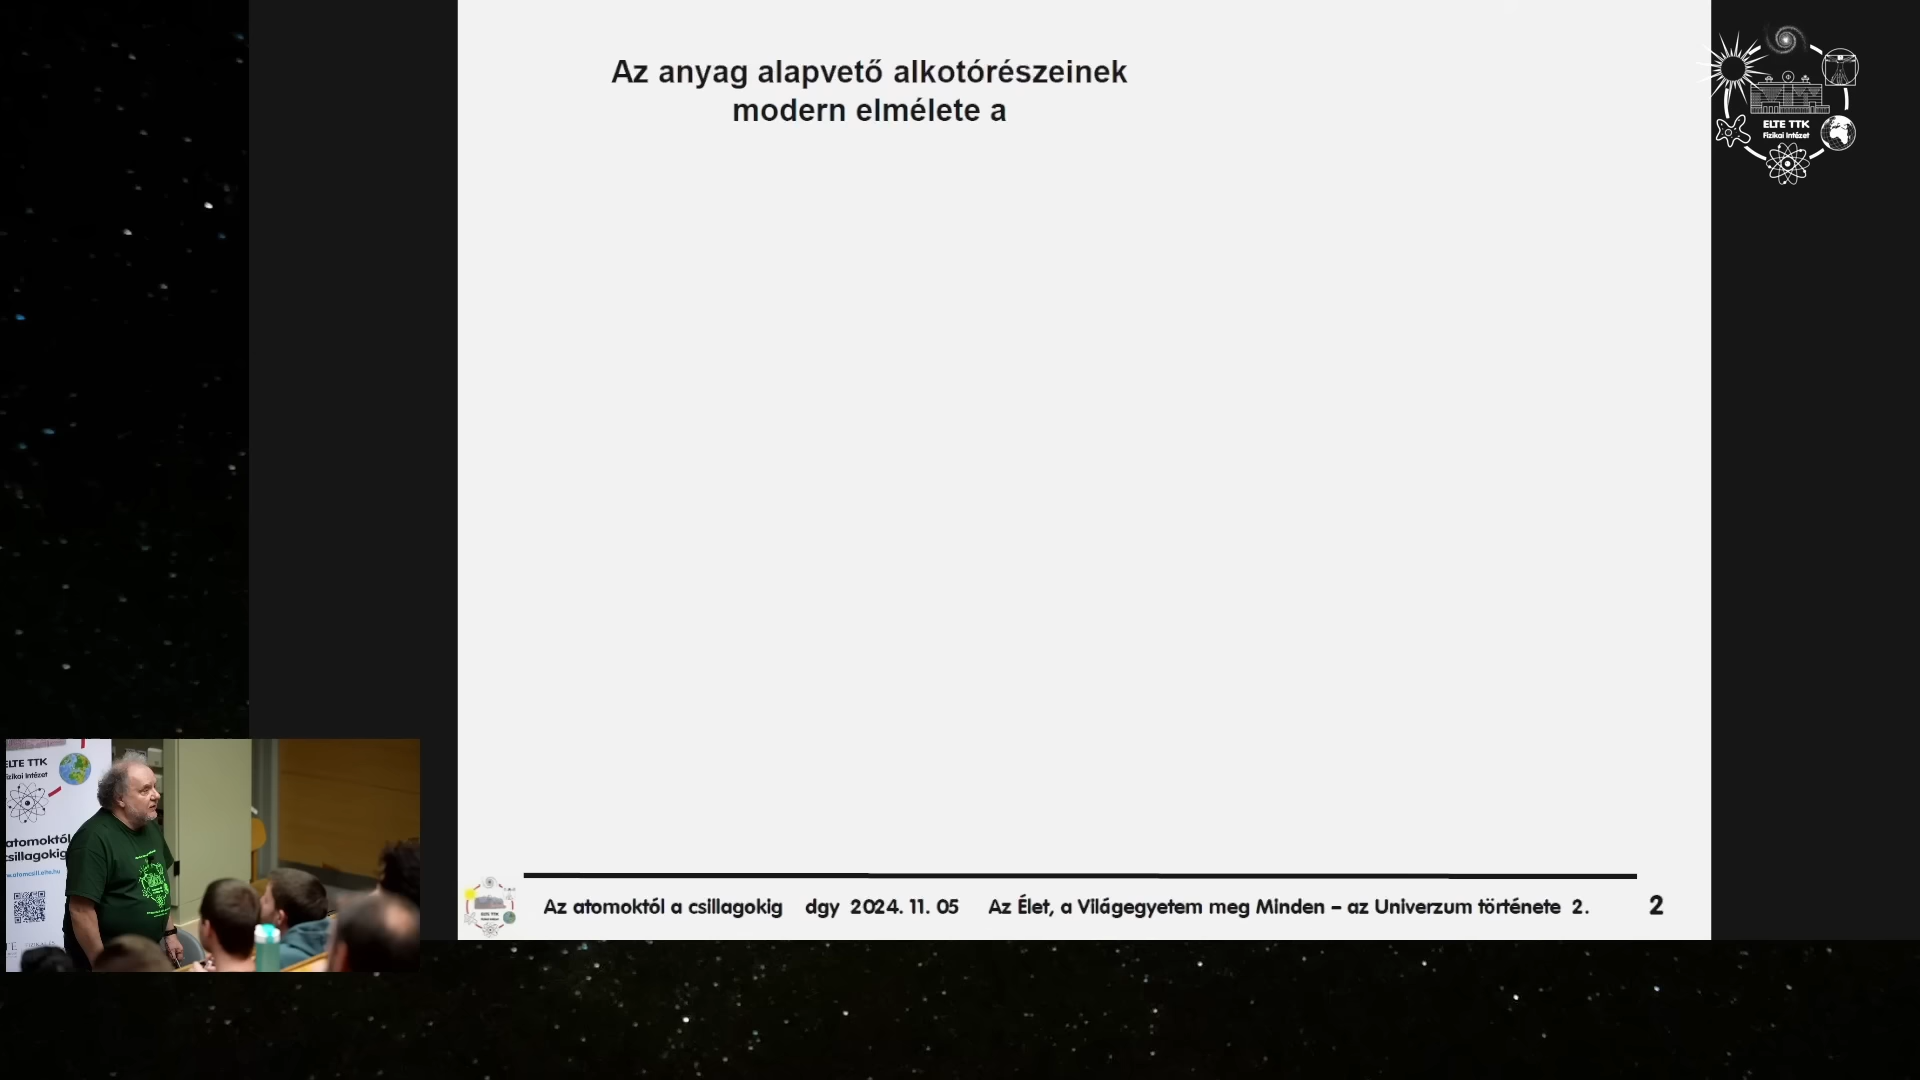 Az anyag alapvető alkotórészeinek
modern elmélete a
ELTE TTK
Fizikai Intézet
ELTE TTK
Fizikai Intézet
atomoktól
csillagokig
Az atomoktól a csillagokig dgy 2024. 11. 05 Az Élet, a Világegyetem meg Minden – az Univerzum története 2. 2